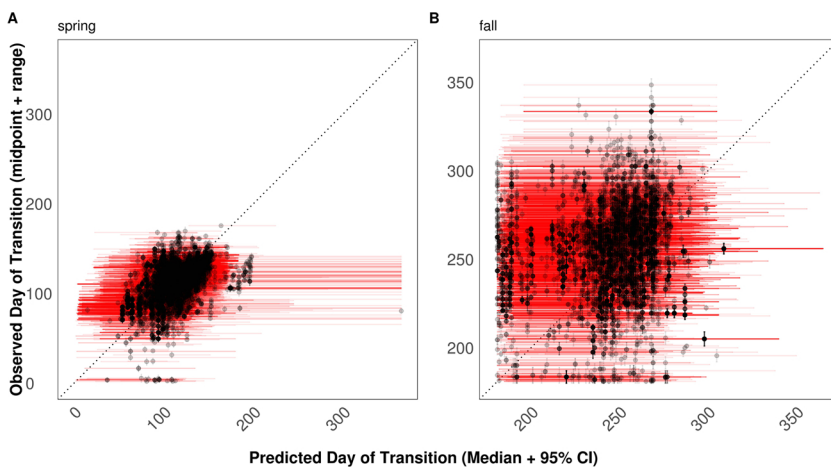 A
spring
B
fall
Observed Day of Transition (midpoint + range)
300
200
100
0
0
100
200
300
350
300
250
200
200
250
300
350
Predicted Day of Transition (Median + 95% CI)